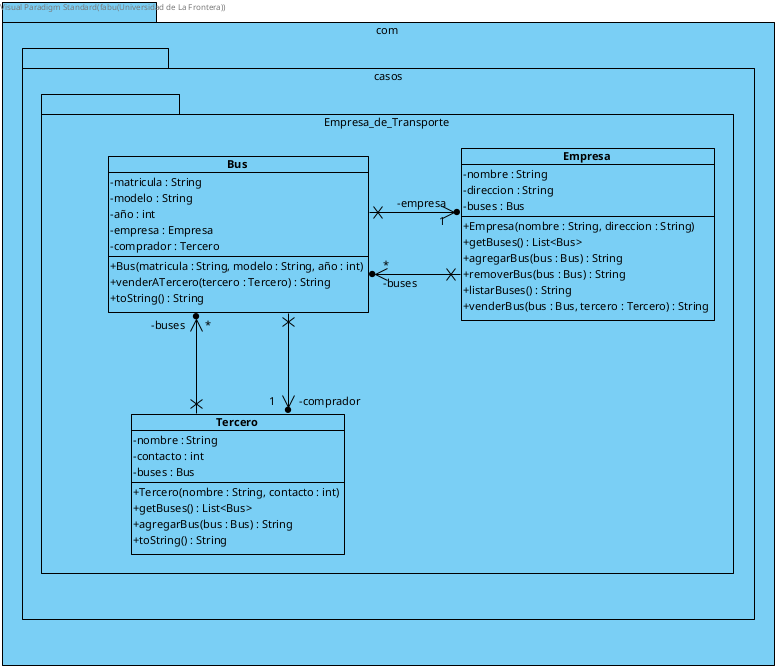 Visual Paradigm Standard(fabu(Universidad de La Frontera))
com
casos
Empresa_de_Transporte
Bus
-matricula : String
-modelo : String
-año : int
-empresa : Empresa
-comprador : Tercero
+Bus(matricula : String, modelo : String, año : int)
+venderATercero(tercero : Tercero) : String
+toString() : String
-empresa
1
*
-buses
Empresa
-nombre : String
-direccion : String
-buses : Bus
+Empresa(nombre : String, direccion : String)
+getBuses() : List<Bus>
+agregarBus(bus : Bus) : String
+removerBus(bus : Bus) : String
+listarBuses() : String
+venderBus(bus : Bus, tercero : Tercero) : String
-buses *
1 -comprador
Tercero
-nombre : String
-contacto : int
-buses : Bus
+Tercero(nombre : String, contacto : int)
+getBuses() : List<Bus>
+agregarBus(bus : Bus) : String
+toString() : String